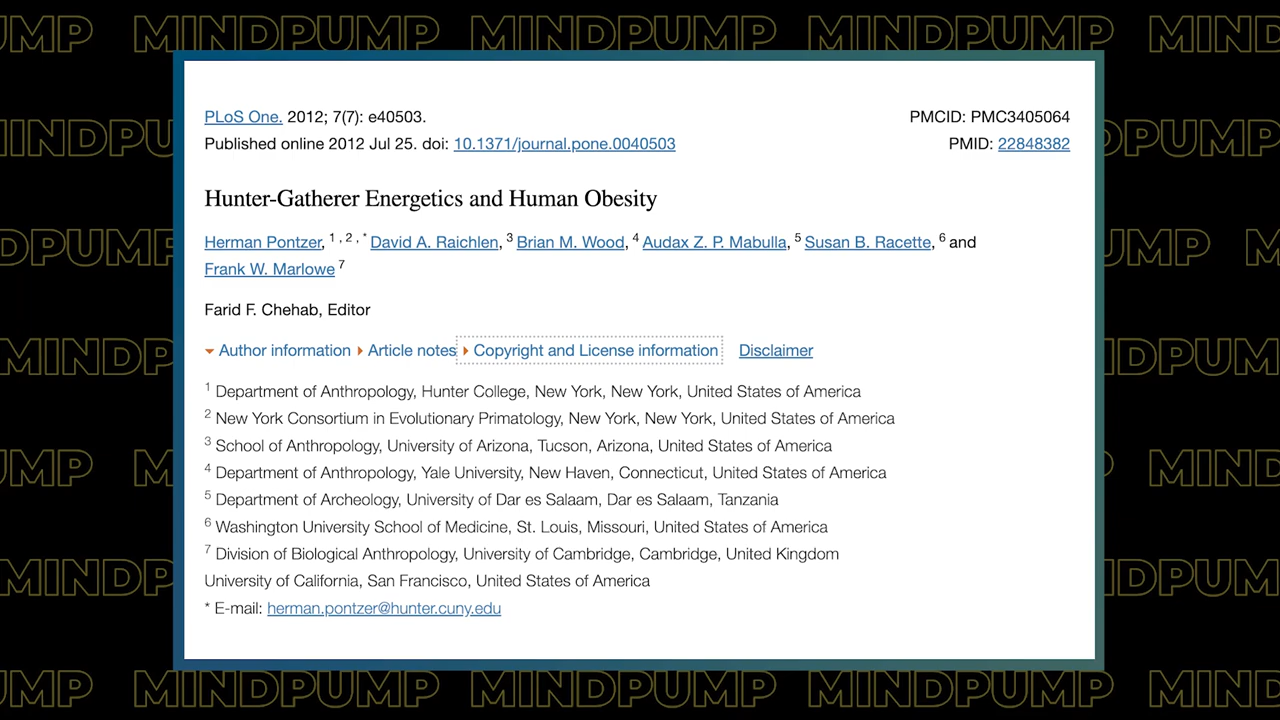 MINDPUMP MINDPUMP
PLoS One. 2012; 7(7): e40503.
PMCID: PMC3405064
Published online 2012 Jul 25. doi: 10.1371/journal.pone.0040503
PMID: 22848382
Hunter-Gatherer Energetics and Human Obesity
Herman Pontzer, 1 , 2 , * David A. Raichlen, 3 Brian M. Wood, 4 Audax Z. P. Mabulla, 5 Susan B. Racette, 6 and
Frank W. Marlowe 7
Farid F. Chehab, Editor
Author information Article notes Copyright and License information Disclaimer
1 Department of Anthropology, Hunter College, New York, New York, United States of America
2 New York Consortium in Evolutionary Primatology, New York, New York, United States of America
3 School of Anthropology, University of Arizona, Tucson, Arizona, United States of America
4 Department of Anthropology, Yale University, New Haven, Connecticut, United States of America
5 Department of Archeology, University of Dar es Salaam, Dar es Salaam, Tanzania
6 Washington University School of Medicine, St. Louis, Missouri, United States of America
7 Division of Biological Anthropology, University of Cambridge, Cambridge, United Kingdom
University of California, San Francisco, United States of America
* E-mail: herman.pontzer@hunter.cuny.edu
MINDPUMP MINDPUMP